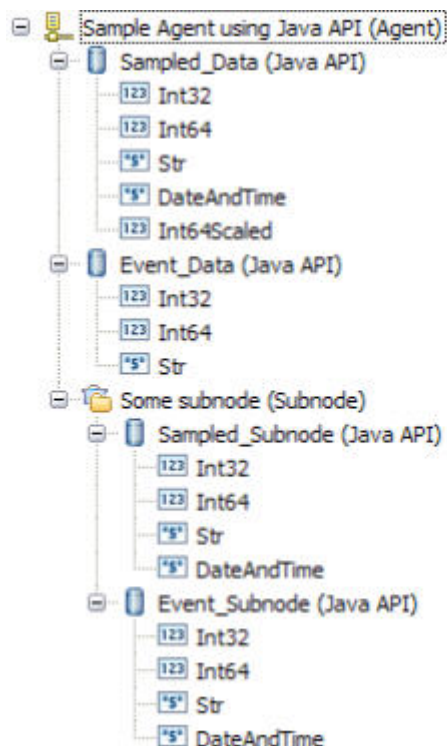 Sample Agent using Java API (Agent)
Sampled_Data (Java API)
123 Int32
123 Int64
"S" Str
"S" DateAndTime
123 Int64Scaled
Event_Data (Java API)
123 Int32
123 Int64
"S" Str
Some subnode (Subnode)
Sampled_Subnode (Java API)
123 Int32
123 Int64
"S" Str
"S" DateAndTime
Event_Subnode (Java API)
123 Int32
123 Int64
"S" Str
"S" DateAndTime